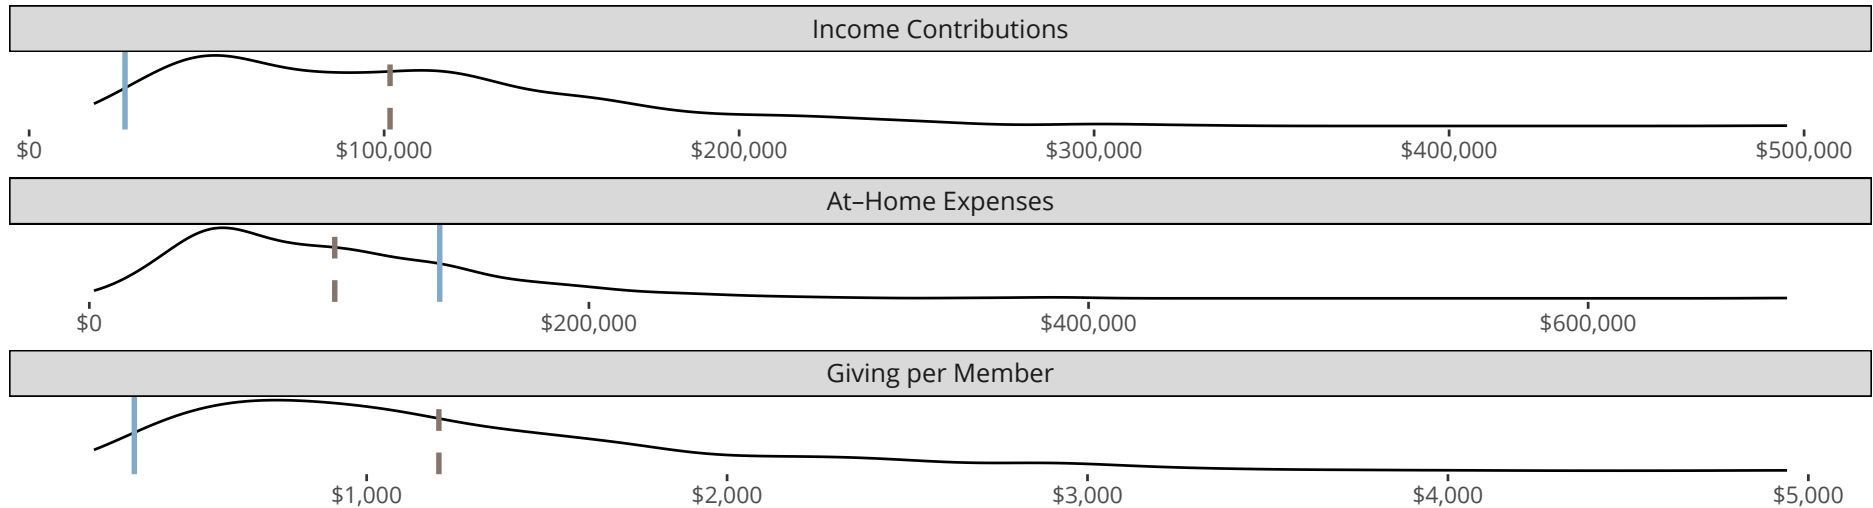 Income Contributions
$0 $100,000 $200,000 $300,000 $400,000 $500,000
At–Home Expenses
$0 $200,000 $400,000 $600,000
Giving per Member
$1,000 $2,000 $3,000 $4,000 $5,000